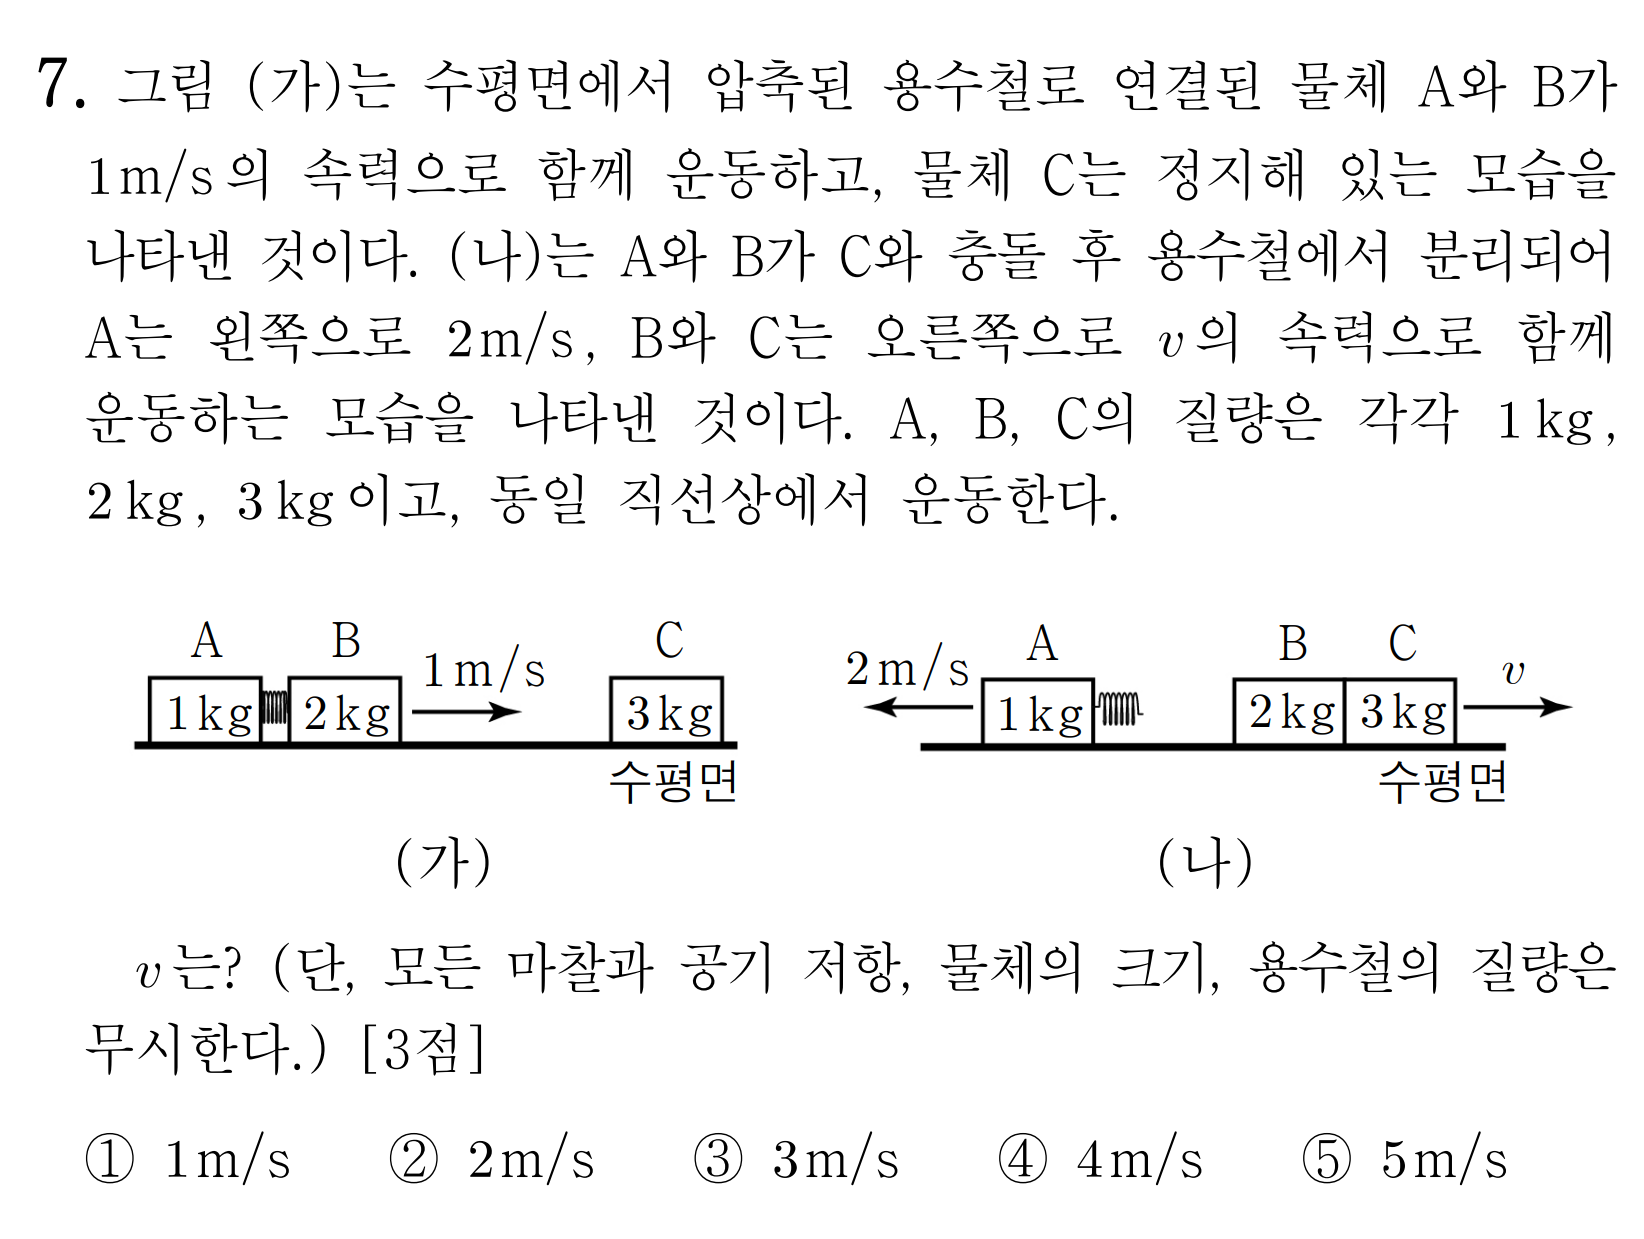 7. 그림 (가)는 수평면에서 압축된 용수철로 연결된 물체 A와 B가
1m/s의 속력으로 함께 운동하고, 물체 C는 정지해 있는 모습을
나타낸 것이다. (나)는 A와 B가 C와 충돌 후 용수철에서 분리되어
A는 왼쪽으로 2m/s, B와 C는 오른쪽으로 v의 속력으로 함께
운동하는 모습을 나타낸 것이다. A, B, C의 질량은 각각 1kg,
2kg, 3kg이고, 동일 직선상에서 운동한다.
A B 1m/s C
1kg 2kg 3kg
수평면
(가)
2m/s A B C v
1kg 2kg 3kg
수평면
(나)
v는? (단, 모든 마찰과 공기 저항, 물체의 크기, 용수철의 질량은
무시한다.) [3점]
① 1m/s ② 2m/s ③ 3m/s ④ 4m/s ⑤ 5m/s